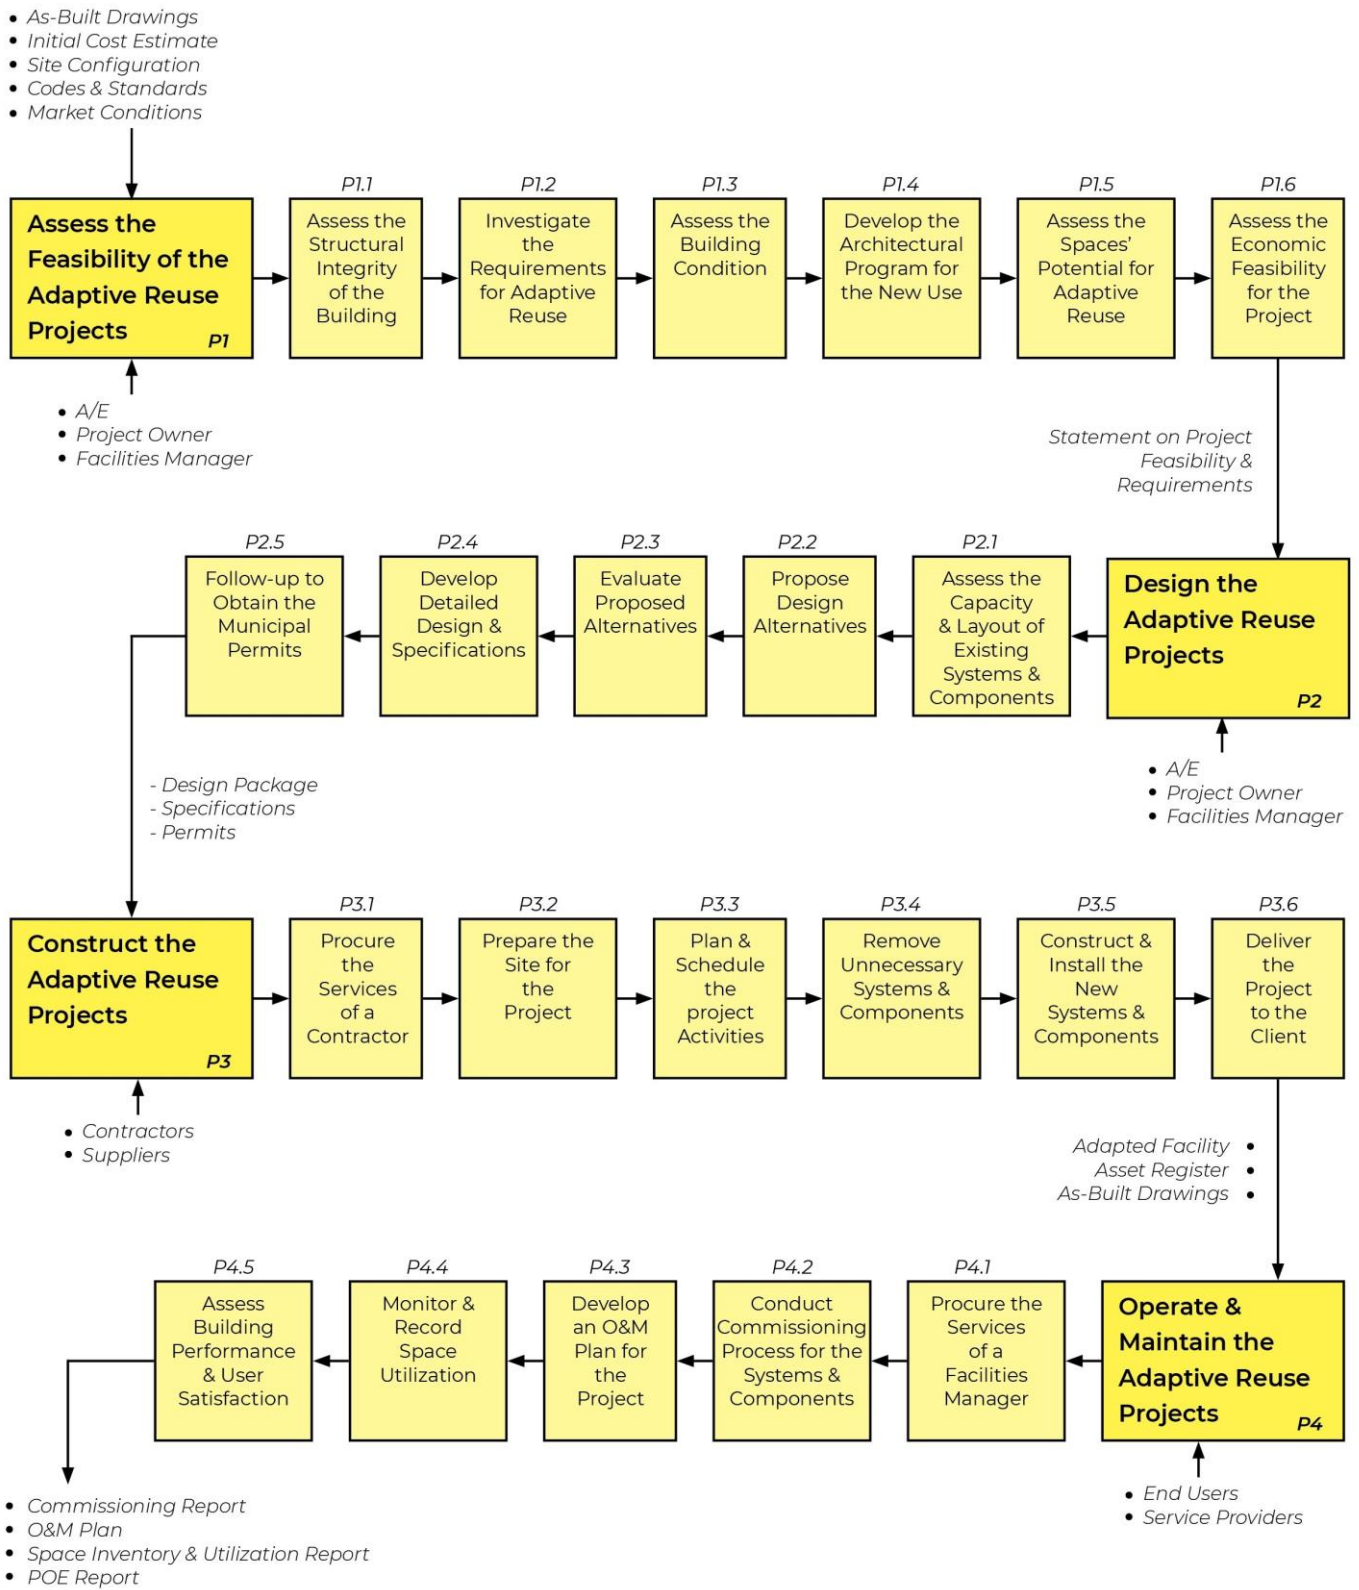 As-Built Drawings
Initial Cost Estimate
Site Configuration
Codes & Standards
Market Conditions
Assess the
Feasibility of the
Adaptive Reuse
Projects
P1
P1.1
Assess the
Structural
Integrity
of the
Building
P1.2
Investigate
the
Requirements
for Adaptive
Reuse
P1.3
Assess the
Building
Condition
P1.4
Develop the
Architectural
Program for
the New Use
P1.5
Assess the
Spaces'
Potential for
Adaptive
Reuse
P1.6
Assess the
Economic
Feasibility
for the
Project
A/E
Project Owner
Facilities Manager
Statement on Project
Feasibility &
Requirements
Design the
Adaptive Reuse
Projects
P2
P2.1
Assess the
Capacity
& Layout of
Existing
Systems &
Components
P2.2
Propose
Design
Alternatives
P2.3
Evaluate
Proposed
Alternatives
P2.4
Develop
Detailed
Design &
Specifications
P2.5
Follow-up to
Obtain the
Municipal
Permits
A/E
Project Owner
Facilities Manager
- Design Package
- Specifications
- Permits
Construct the
Adaptive Reuse
Projects
P3
P3.1
Procure
the
Services
of a
Contractor
P3.2
Prepare the
Site for
the
Project
P3.3
Plan &
Schedule
the
project
Activities
P3.4
Remove
Unnecessary
Systems &
Components
P3.5
Construct &
Install the
New
Systems &
Components
P3.6
Deliver
the
Project
to the
Client
Contractors
Suppliers
Adapted Facility
Asset Register
As-Built Drawings
Operate &
Maintain the
Adaptive Reuse
Projects
P4
P4.1
Procure the
Services
of a
Facilities
Manager
P4.2
Conduct
Commissioning
Process for the
Systems &
Components
P4.3
Develop
an O&M
Plan for
the
Project
P4.4
Monitor &
Record
Space
Utilization
P4.5
Assess
Building
Performance
& User
Satisfaction
End Users
Service Providers
Commissioning Report
O&M Plan
Space Inventory & Utilization Report
POE Report